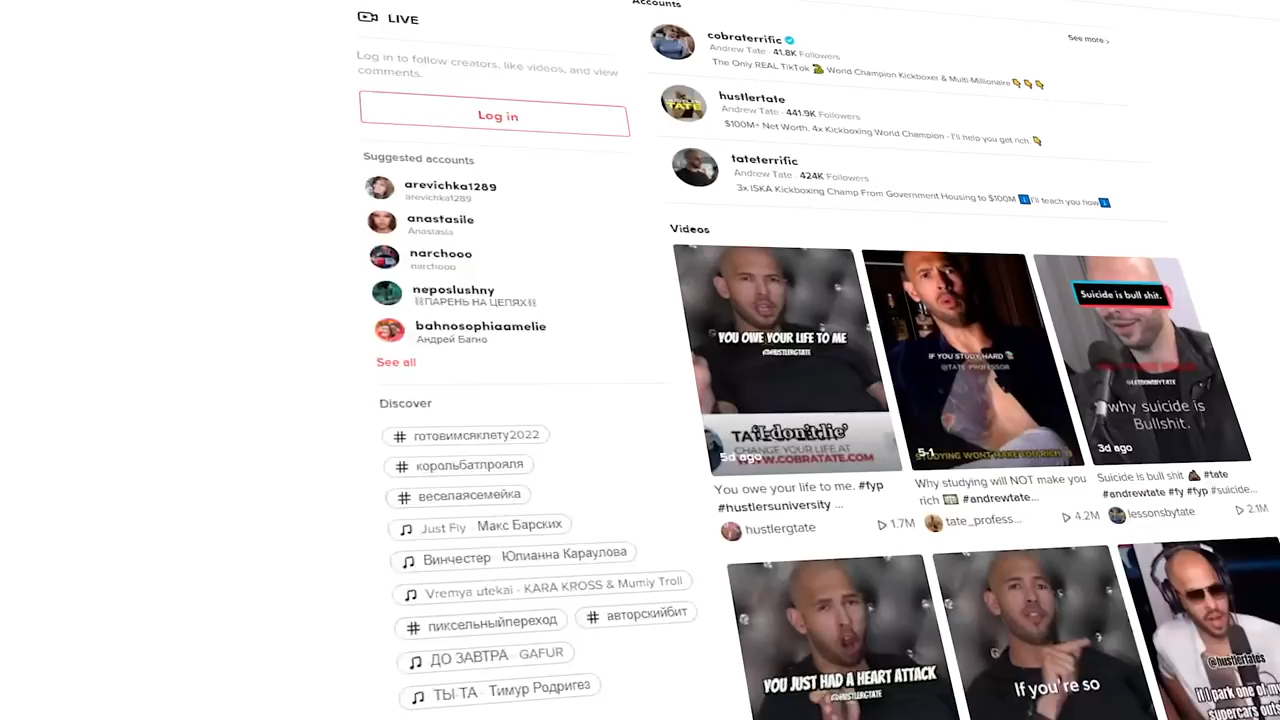 LIVE
Log in to follow creators, like videos, and view
comments.
Log in
Suggested accounts
arevichka1289
arevichka1289
anastasile
Anastasia
narchooo
narchooo
neposlushny
ПАРЕНЬ НА ЦЕПЯХ
bahnosophiaamelie
Андрей Багно
See all
Discover
# готовимсяклету2022
# корольбатлрояля
# веселаясемейка
Just Fly - Макс Барских
Винчестер - Юлианна Караулова
Vremya utekai - KARA KROSS & Mumiy Troll
# пиксельныйпереход
# авторскийбит
ДО ЗАВТРА - GAFUR
ТЫ ТА - Тимур Родригез
Accounts
See more ›
cobraterrific
Andrew Tate · 41.8K Followers
The Only REAL TikTok World Champion Kickboxer & Multi-Millionaire
hustlertate
Andrew Tate · 441.9K Followers
$100M+ Net Worth. 4x Kickboxing World Champion - I'll help you get rich.
tateterrific
Andrew Tate · 424K Followers
3x ISKA Kickboxing Champ From Government Housing to $100M I'll teach you how
Videos
YOU OWE YOUR LIFE TO ME
@HUSTLERGTATE
'I don't die'
CHANGE YOUR LIFE AT
WWW.COBRATATE.COM
5d ago
You owe your life to me. #fyp
#hustlersuniversity ...
hustlergtate
1.7M
IF YOU STUDY HARD
@TATE_PROFESSOR
STUDYING WONT MAKE YOU RICH
5-1
Why studying will NOT make you
rich #andrewtate...
tate_profess...
4.2M
Suicide is bull shit.
@LESSONSBYTATE
why suicide is
Bullshit.
3d ago
Suicide is bull shit #tate
#andrewtate #fy #fyp #suicide...
lessonsbytate
2.1M
YOU JUST HAD A HEART ATTACK
@HUSTLERGTATE
If you're so
@hustlertates
If I park one of my
supercars outs